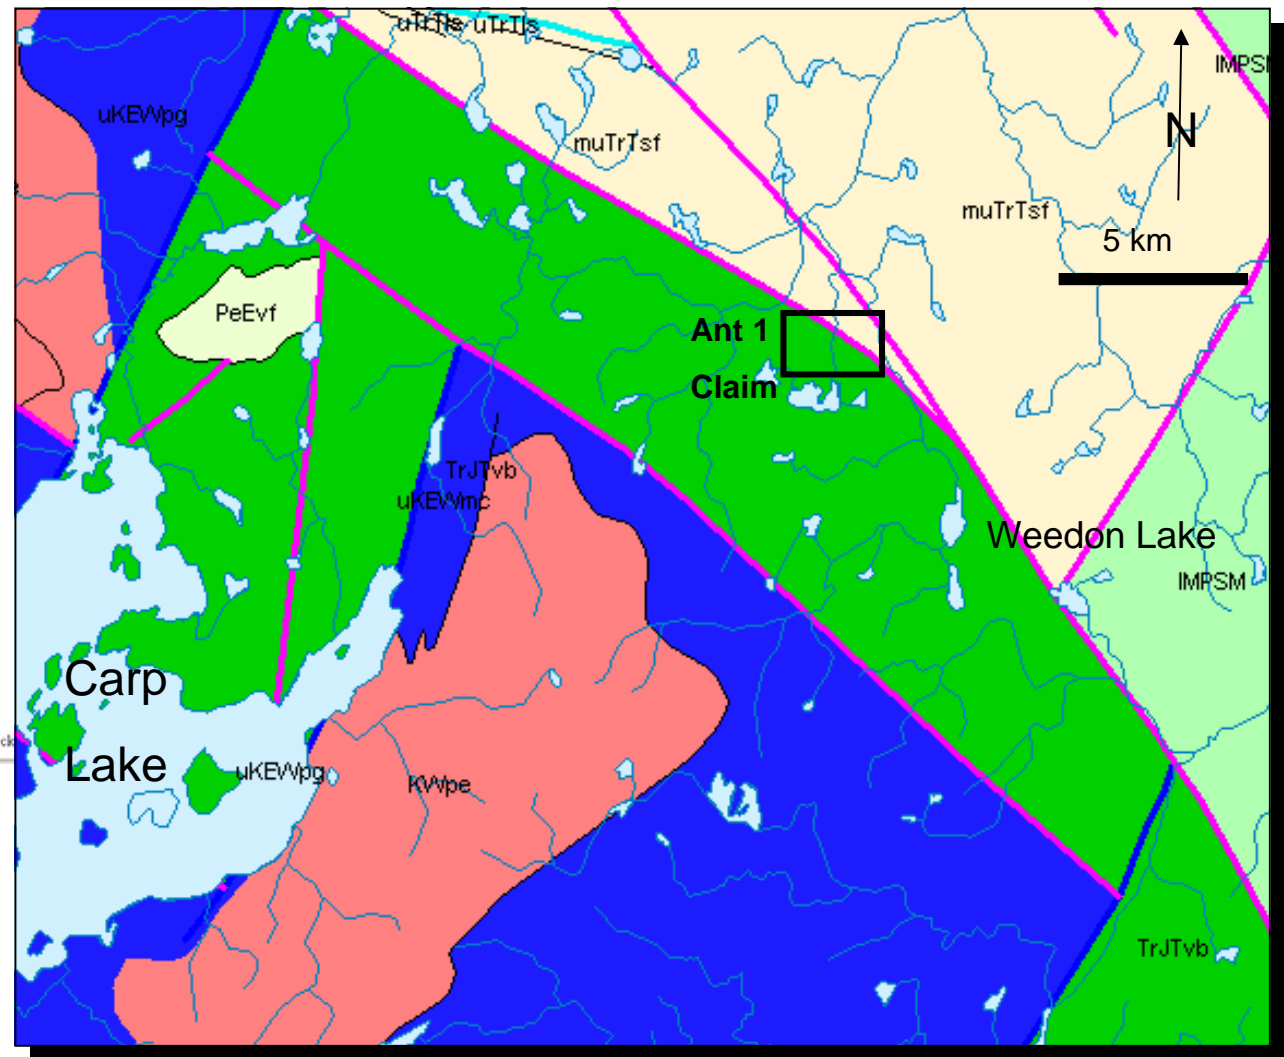 uTrTls uTrTls
IMPSM
uKEWpg
N
muTrTsf
muTrTsf
5 km
PeEvf
Ant 1
Claim
TrJTvb
uKEWmc
Weedon Lake
IMPSM
Carp
Lake
uKEWpg
KWpe
TrJTvb